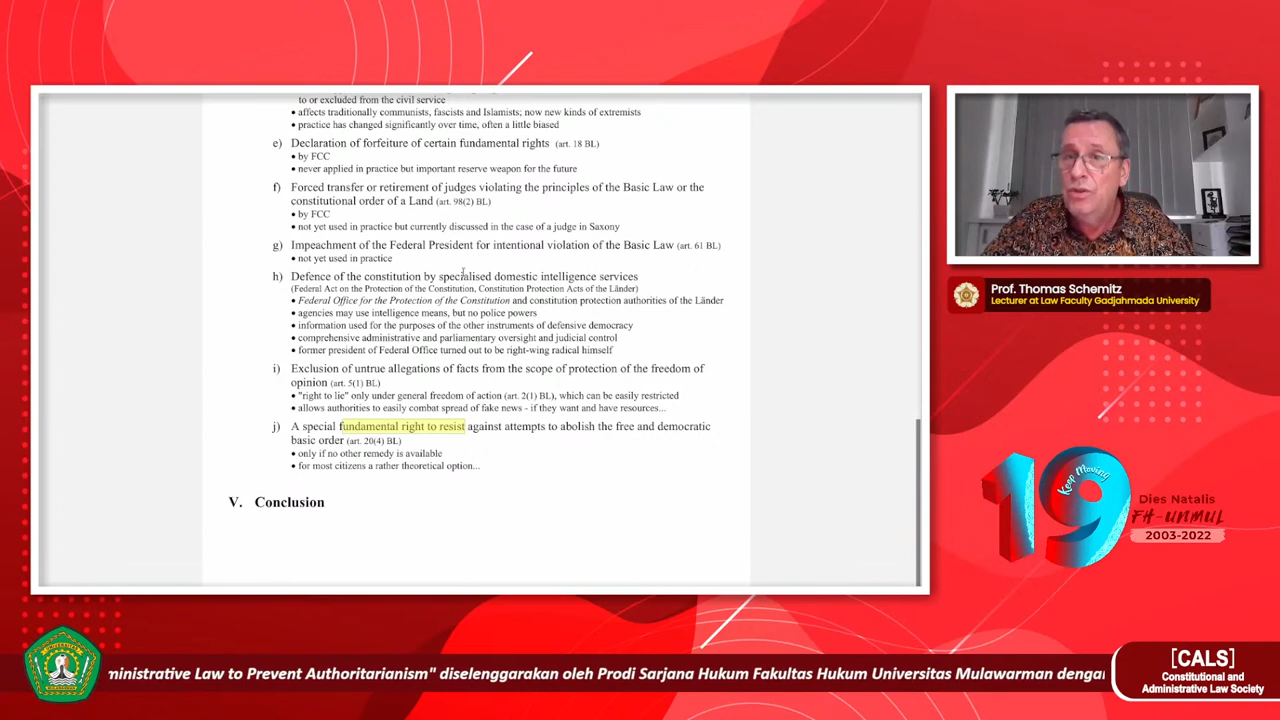 to or excluded from the civil service
• affects traditionally communists, fascists and Islamists; now new kinds of extremists
• practice has changed significantly over time, often a little biased
e) Declaration of forfeiture of certain fundamental rights (art. 18 BL)
• by FCC
• never applied in practice but important reserve weapon for the future
f) Forced transfer or retirement of judges violating the principles of the Basic Law or the
constitutional order of a Land (art. 98(2) BL)
• by FCC
• not yet used in practice but currently discussed in the case of a judge in Saxony
g) Impeachment of the Federal President for intentional violation of the Basic Law (art. 61 BL)
• not yet used in practice
h) Defence of the constitution by specialised domestic intelligence services
(Federal Act on the Protection of the Constitution, Constitution Protection Acts of the Länder)
• Federal Office for the Protection of the Constitution and constitution protection authorities of the Länder
• agencies may use intelligence means, but no police powers
• information used for the purposes of the other instruments of defensive democracy
• comprehensive administrative and parliamentary oversight and judicial control
• former president of Federal Office turned out to be right-wing radical himself
i) Exclusion of untrue allegations of facts from the scope of protection of the freedom of
opinion (art. 5(1) BL)
• "right to lie" only under general freedom of action (art. 2(1) BL), which can be easily restricted
• allows authorities to easily combat spread of fake news - if they want and have resources...
j) A special fundamental right to resist against attempts to abolish the free and democratic
basic order (art. 20(4) BL)
• only if no other remedy is available
• for most citizens a rather theoretical option...
V. Conclusion
Prof. Thomas Schemitz
Lecturer at Law Faculty Gadjahmada University
19
Keep Moving
Dies Natalis
FH-UNMUL
2003-2022
ministrative Law to Prevent Authoritarianism" diselenggarakan oleh Prodi Sarjana Hukum Fakultas Hukum Universitas Mulawarman dengan
[CALS]
Constitutional and
Administrative Law Society